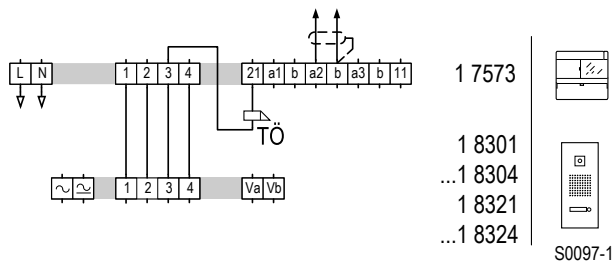 L N 1 2 3 4 21 a1 b a2 b a3 b 11
1 7573
TÖ
1 8301
...1 8304
1 8321
...1 8324
1 2 3 4 Va Vb
S0097-1